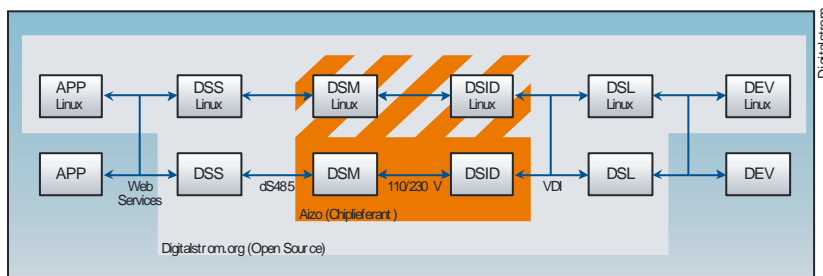 Digitalstrom
APP
Linux
DSS
Linux
DSM
Linux
DSID
Linux
DSL
Linux
DEV
Linux
APP
DSS
DSM
DSID
DSL
DEV
Web
Services
dS485
110/230 V
VDI
Aizo (Chiplieferant)
Digitalstrom.org (Open Source)